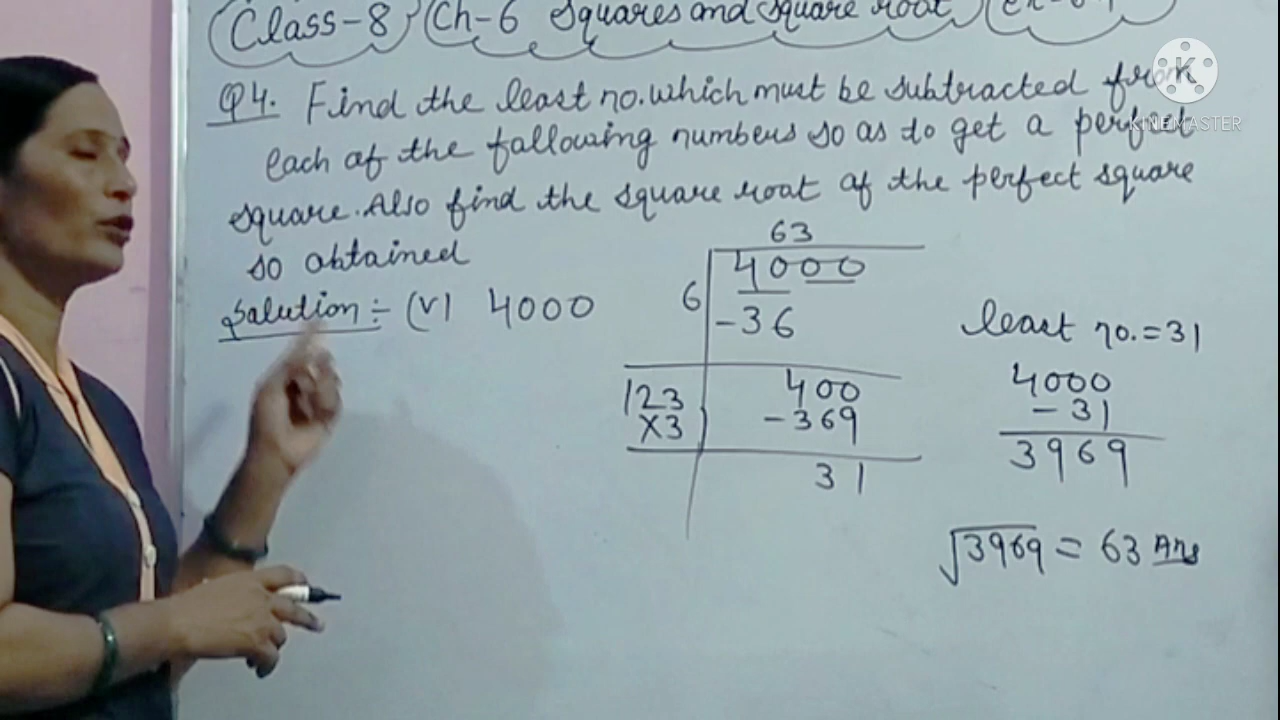 Class-8 (Ch-6 Squares and square root)
Q4. Find the least no. which must be subtracted from
each of the following numbers so as to get a perfect
square. Also find the square root of the perfect square
so obtained
Solution ÷ (v) 4000
63
6 4000
-36
123 400
x3 -369
31
least no. = 31
4000
-31
3969
√3969 = 63 Ans
K
KINEMASTER